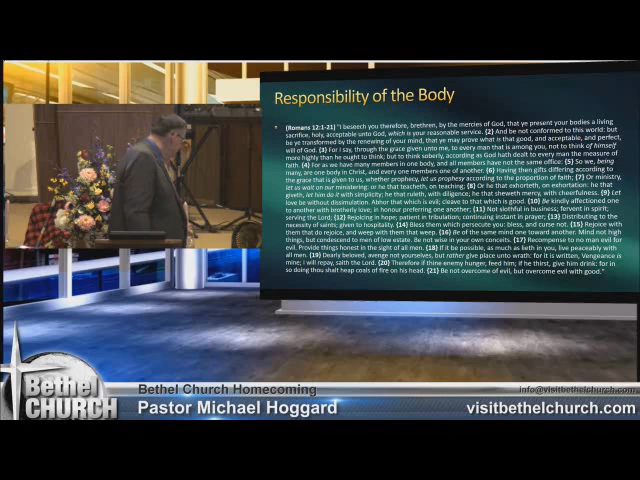 Responsibility of the Body
• (Romans 12:1-21) "I beseech you therefore, brethren, by the mercies of God, that ye present your bodies a living
sacrifice, holy, acceptable unto God, which is your reasonable service. (2) And be not conformed to this world: but
be ye transformed by the renewing of your mind, that ye may prove what is that good, and acceptable, and perfect,
will of God. (3) For I say, through the grace given unto me, to every man that is among you, not to think of himself
more highly than he ought to think; but to think soberly, according as God hath dealt to every man the measure of
faith. (4) For as we have many members in one body, and all members have not the same office: (5) So we, being
many, are one body in Christ, and every one members one of another. (6) Having then gifts differing according to
the grace that is given to us, whether prophecy, let us prophesy according to the proportion of faith; (7) Or ministry,
let us wait on our ministering: or he that teacheth, on teaching; (8) Or he that exhorteth, on exhortation: he that
giveth, let him do it with simplicity; he that ruleth, with diligence; he that sheweth mercy, with cheerfulness. (9) Let
love be without dissimulation. Abhor that which is evil; cleave to that which is good. (10) Be kindly affectioned one
to another with brotherly love; in honour preferring one another; (11) Not slothful in business; fervent in spirit;
serving the Lord; (12) Rejoicing in hope; patient in tribulation; continuing instant in prayer; (13) Distributing to the
necessity of saints; given to hospitality. (14) Bless them which persecute you: bless, and curse not. (15) Rejoice with
them that do rejoice, and weep with them that weep. (16) Be of the same mind one toward another. Mind not high
things, but condescend to men of low estate. Be not wise in your own conceits. (17) Recompense to no man evil for
evil. Provide things honest in the sight of all men. (18) If it be possible, as much as lieth in you, live peaceably with
all men. (19) Dearly beloved, avenge not yourselves, but rather give place unto wrath: for it is written, Vengeance is
mine; I will repay, saith the Lord. (20) Therefore if thine enemy hunger, feed him; if he thirst, give him drink: for in
so doing thou shalt heap coals of fire on his head. (21) Be not overcome of evil, but overcome evil with good."
Bethel
CHURCH
Bethel Church Homecoming
info@visitbethelchurch.com
Pastor Michael Hoggard
visitbethelchurch.com